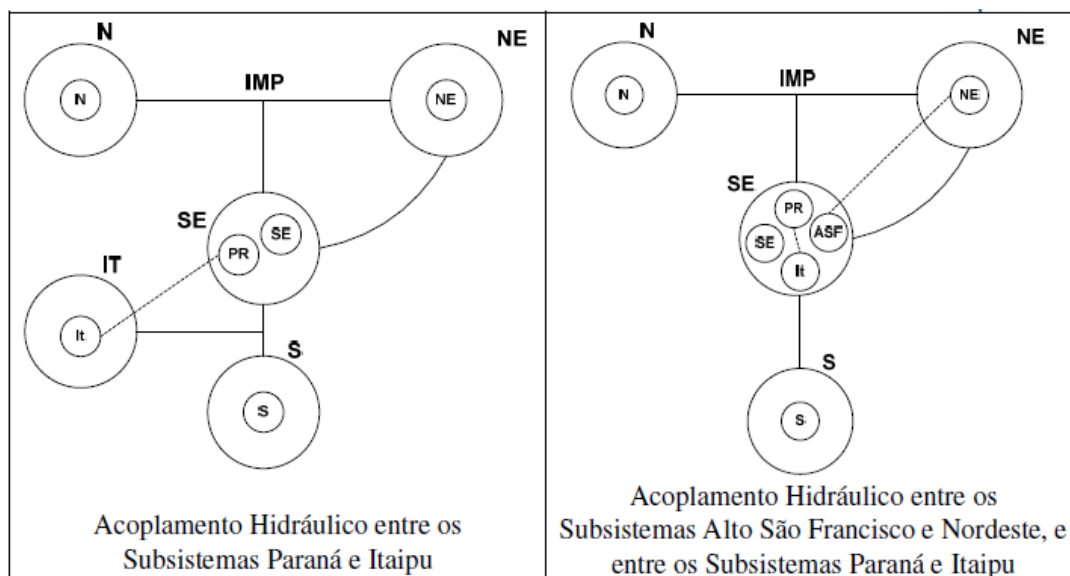 N
NE
IMP
N
NE
SE
SE
PR
IT
It
S
S
Acoplamento Hidráulico entre os
Subsistemas Paraná e Itaipu
N
NE
IMP
N
NE
SE
PR
ASF
SE
It
S
S
Acoplamento Hidráulico entre os
Subsistemas Alto São Francisco e Nordeste, e
entre os Subsistemas Paraná e Itaipu